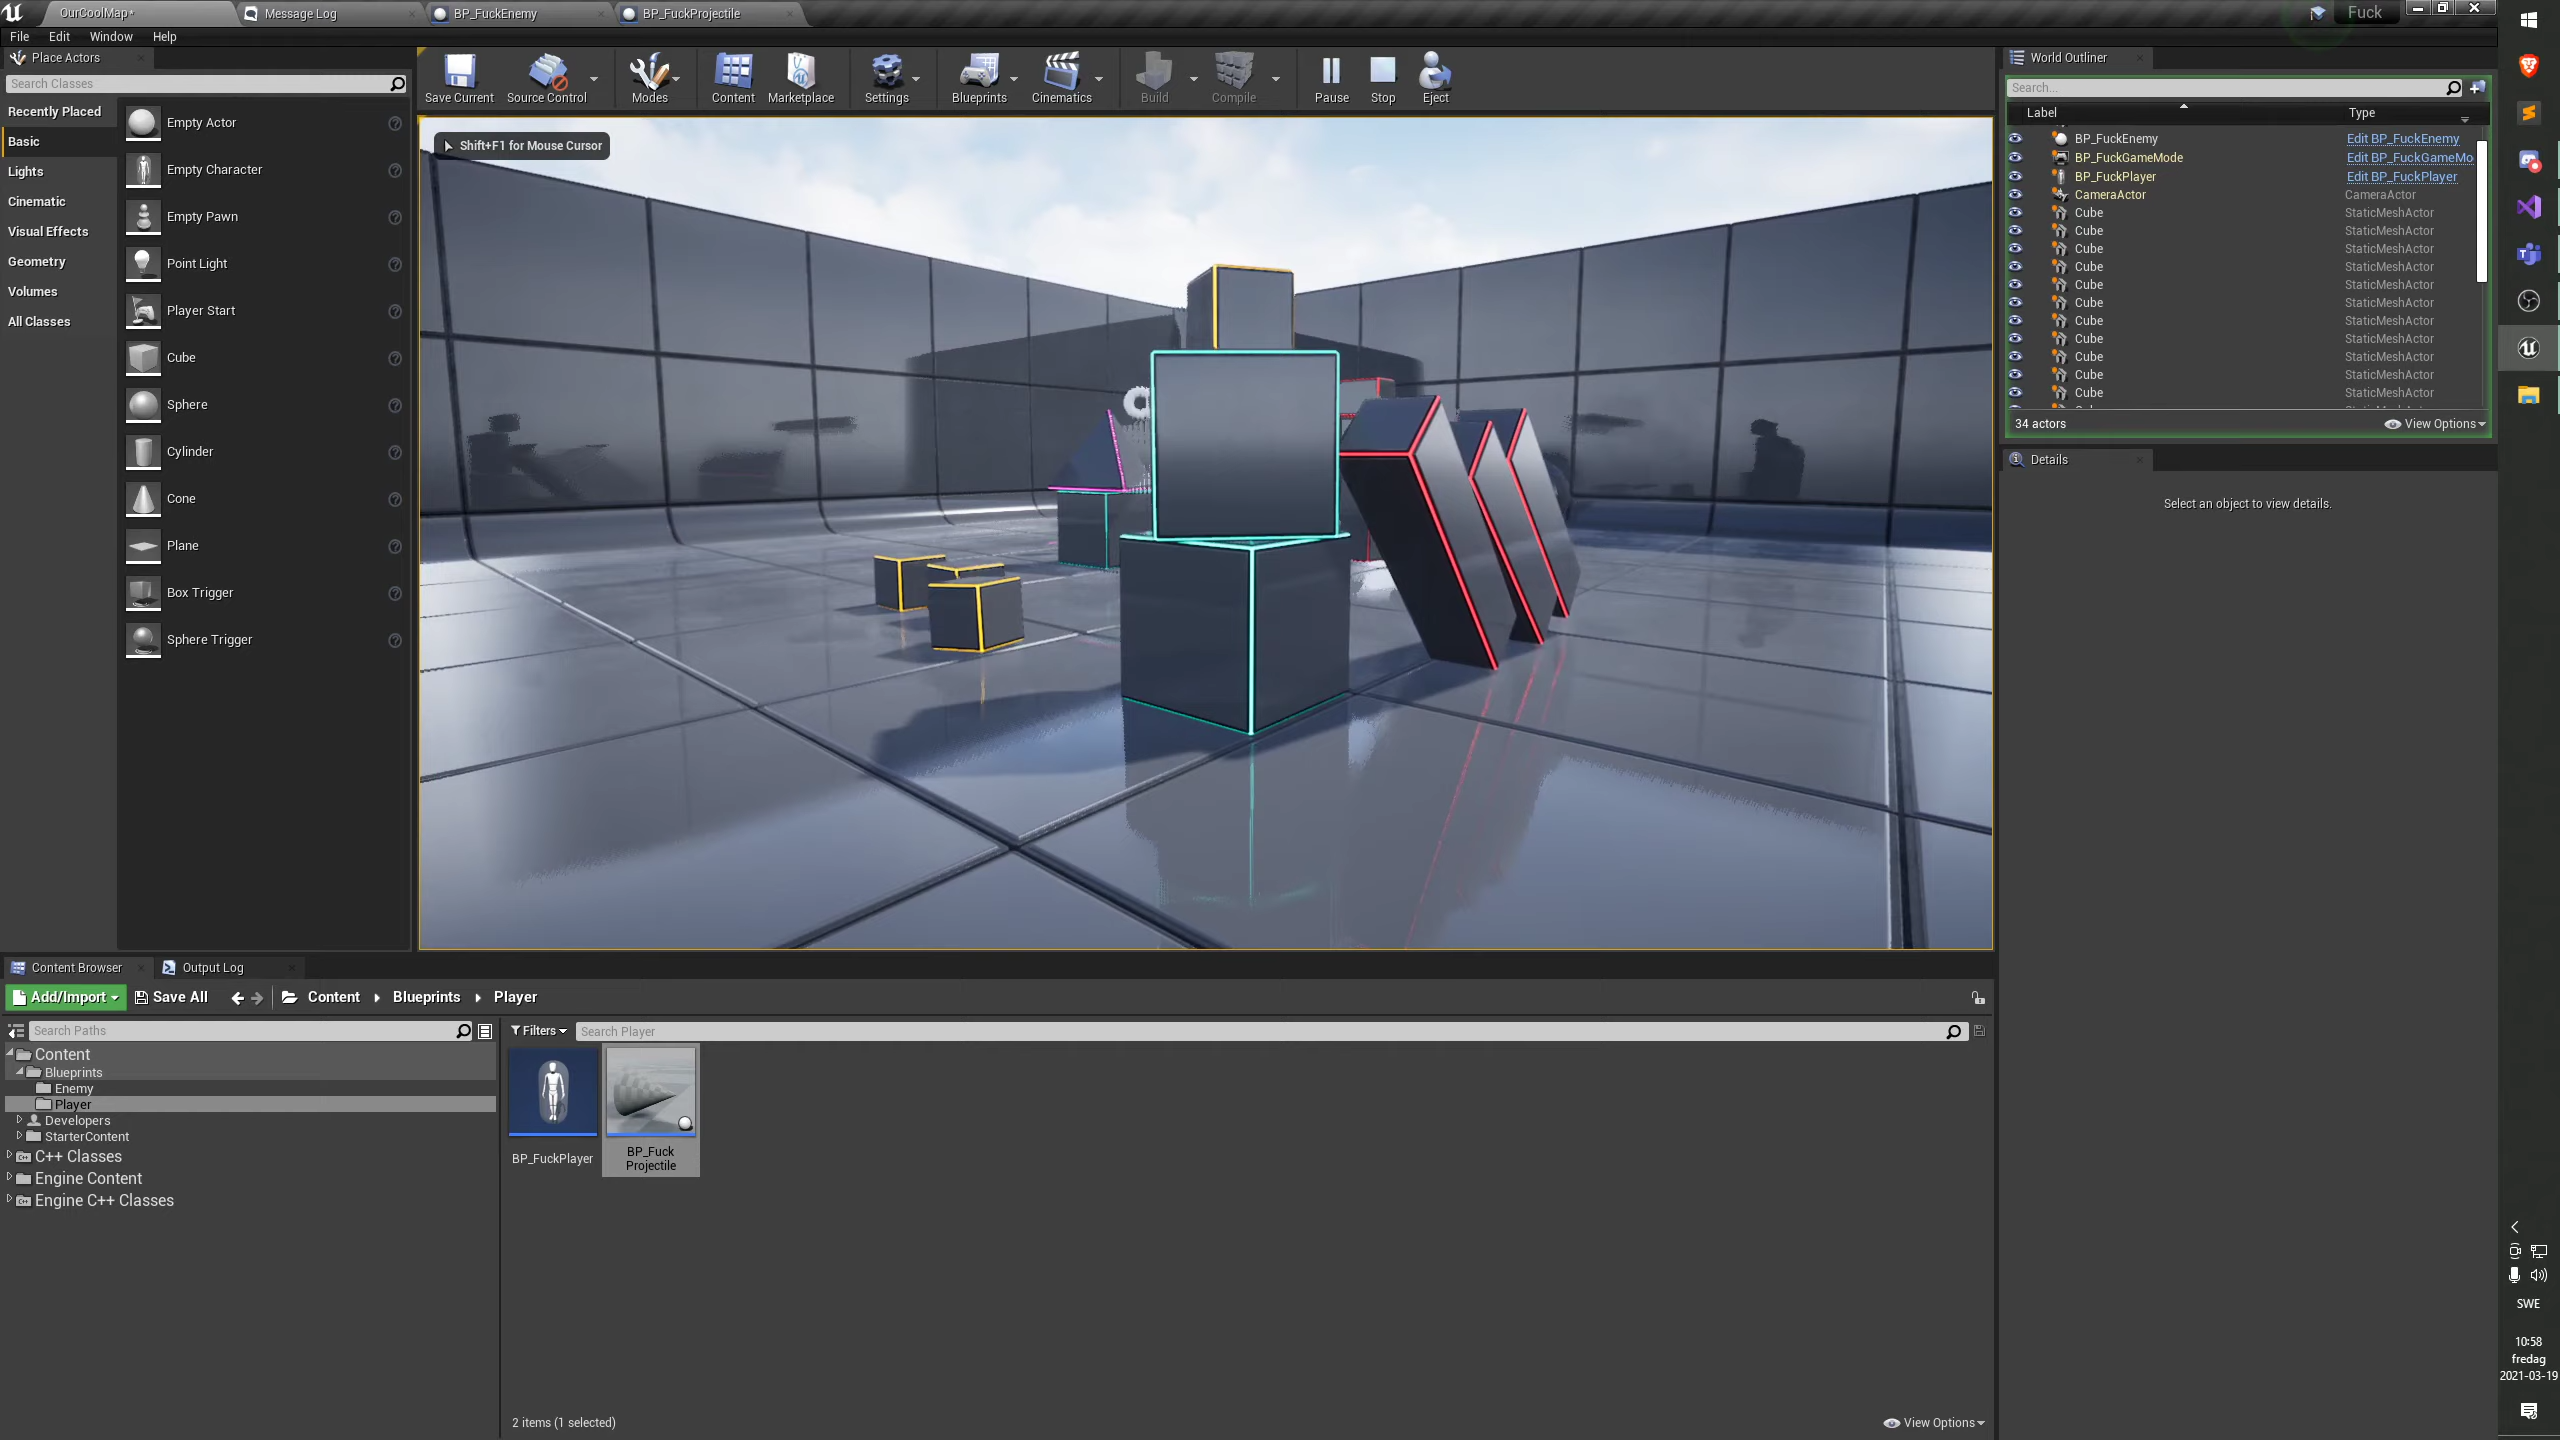 OurCoolMap*
Message Log
BP_FuckEnemy
BP_FuckProjectile
Fuck
File Edit Window Help
Place Actors
Search Classes
Recently Placed
Basic
Lights
Cinematic
Visual Effects
Geometry
Volumes
All Classes
Empty Actor
Empty Character
Empty Pawn
Point Light
Player Start
Cube
Sphere
Cylinder
Cone
Plane
Box Trigger
Sphere Trigger
Save Current
Source Control
Modes
Content
Marketplace
Settings
Blueprints
Cinematics
Build
Compile
Pause
Stop
Eject
Shift+F1 for Mouse Cursor
World Outliner
Search...
Label Type
BP_FuckEnemy Edit BP_FuckEnemy
BP_FuckGameMode Edit BP_FuckGameMo
BP_FuckPlayer Edit BP_FuckPlayer
CameraActor CameraActor
Cube StaticMeshActor
Cube StaticMeshActor
Cube StaticMeshActor
Cube StaticMeshActor
Cube StaticMeshActor
Cube StaticMeshActor
Cube StaticMeshActor
Cube StaticMeshActor
Cube StaticMeshActor
Cube StaticMeshActor
Cube StaticMeshActor
34 actors
View Options
Details
Select an object to view details.
Content Browser
Output Log
Add/Import
Save All
Content
Blueprints
Player
Search Paths
Content
Blueprints
Enemy
Player
Developers
StarterContent
C++ Classes
Engine Content
Engine C++ Classes
Filters
Search Player
BP_FuckPlayer
BP_Fuck
Projectile
2 items (1 selected)
View Options
SWE
10:58
fredag
2021-03-19